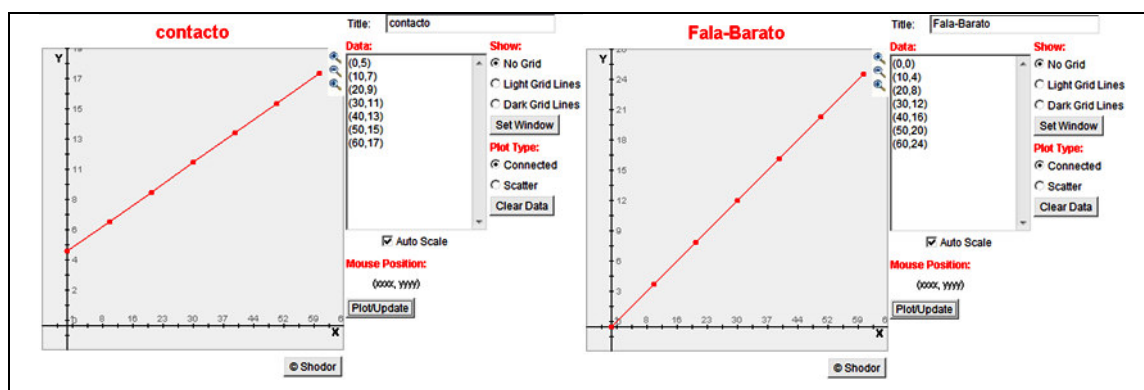 contacto
Title: contacto
Data:
(0,5)
(10,7)
(20,9)
(30,11)
(40,13)
(50,15)
(60,17)
Show:
No Grid
Light Grid Lines
Dark Grid Lines
Set Window
Plot Type:
Connected
Scatter
Clear Data
Auto Scale
Mouse Position:
(xxxx, yyyy)
Plot/Update
© Shodor
Y
17
15
13
11
9
8
6
4
2
0 8 16 23 30 37 44 52 59
X
Fala-Barato
Title: Fala-Barato
Data:
(0,0)
(10,4)
(20,8)
(30,12)
(40,16)
(50,20)
(60,24)
Show:
No Grid
Light Grid Lines
Dark Grid Lines
Set Window
Plot Type:
Connected
Scatter
Clear Data
Auto Scale
Mouse Position:
(xxxx, yyyy)
Plot/Update
© Shodor
Y
24
21
18
15
12
9
6
3
0 8 16 23 30 37 44 52 59
X